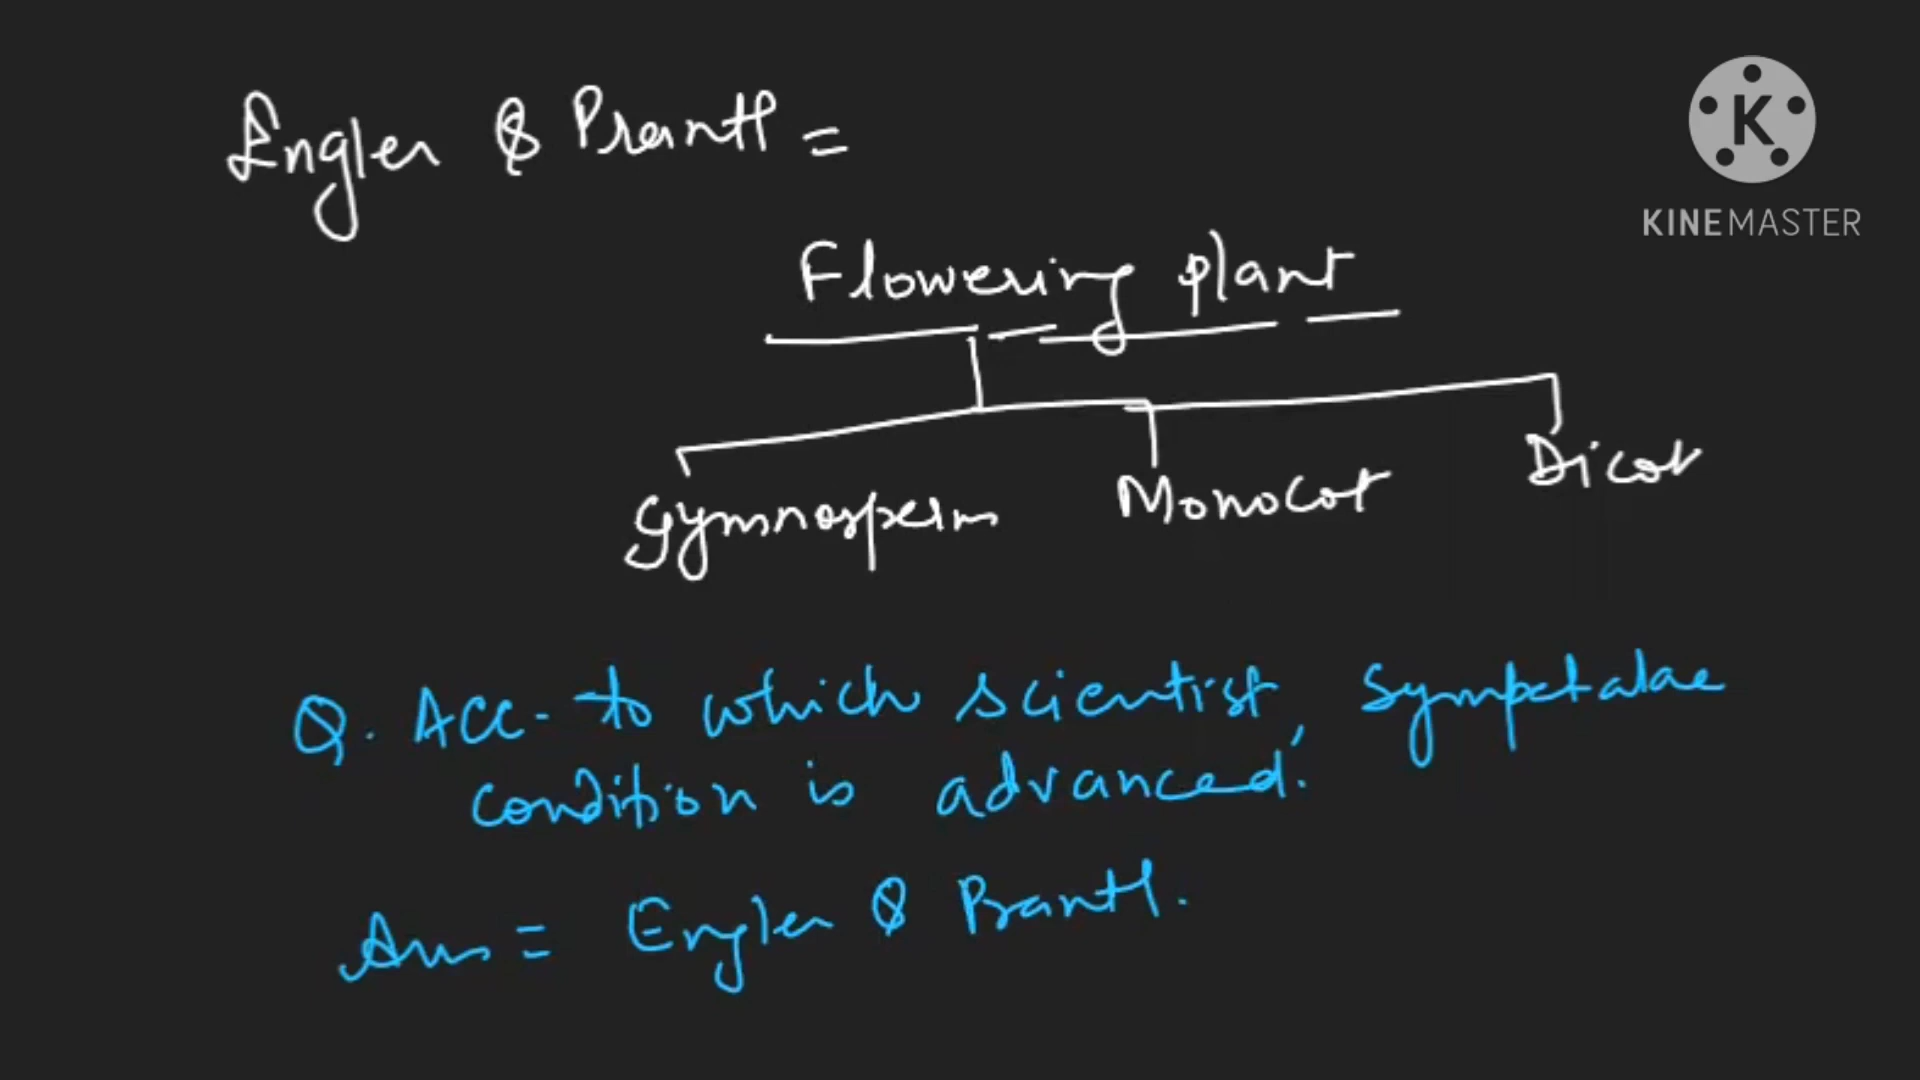 Engler & Prantl =
K
KINEMASTER
Flowering plant
Gymnosperm Monocot Dicot
Q. Acc- to which scientist, sympetalae
condition is advanced.
Ans = Engler & Prantl.